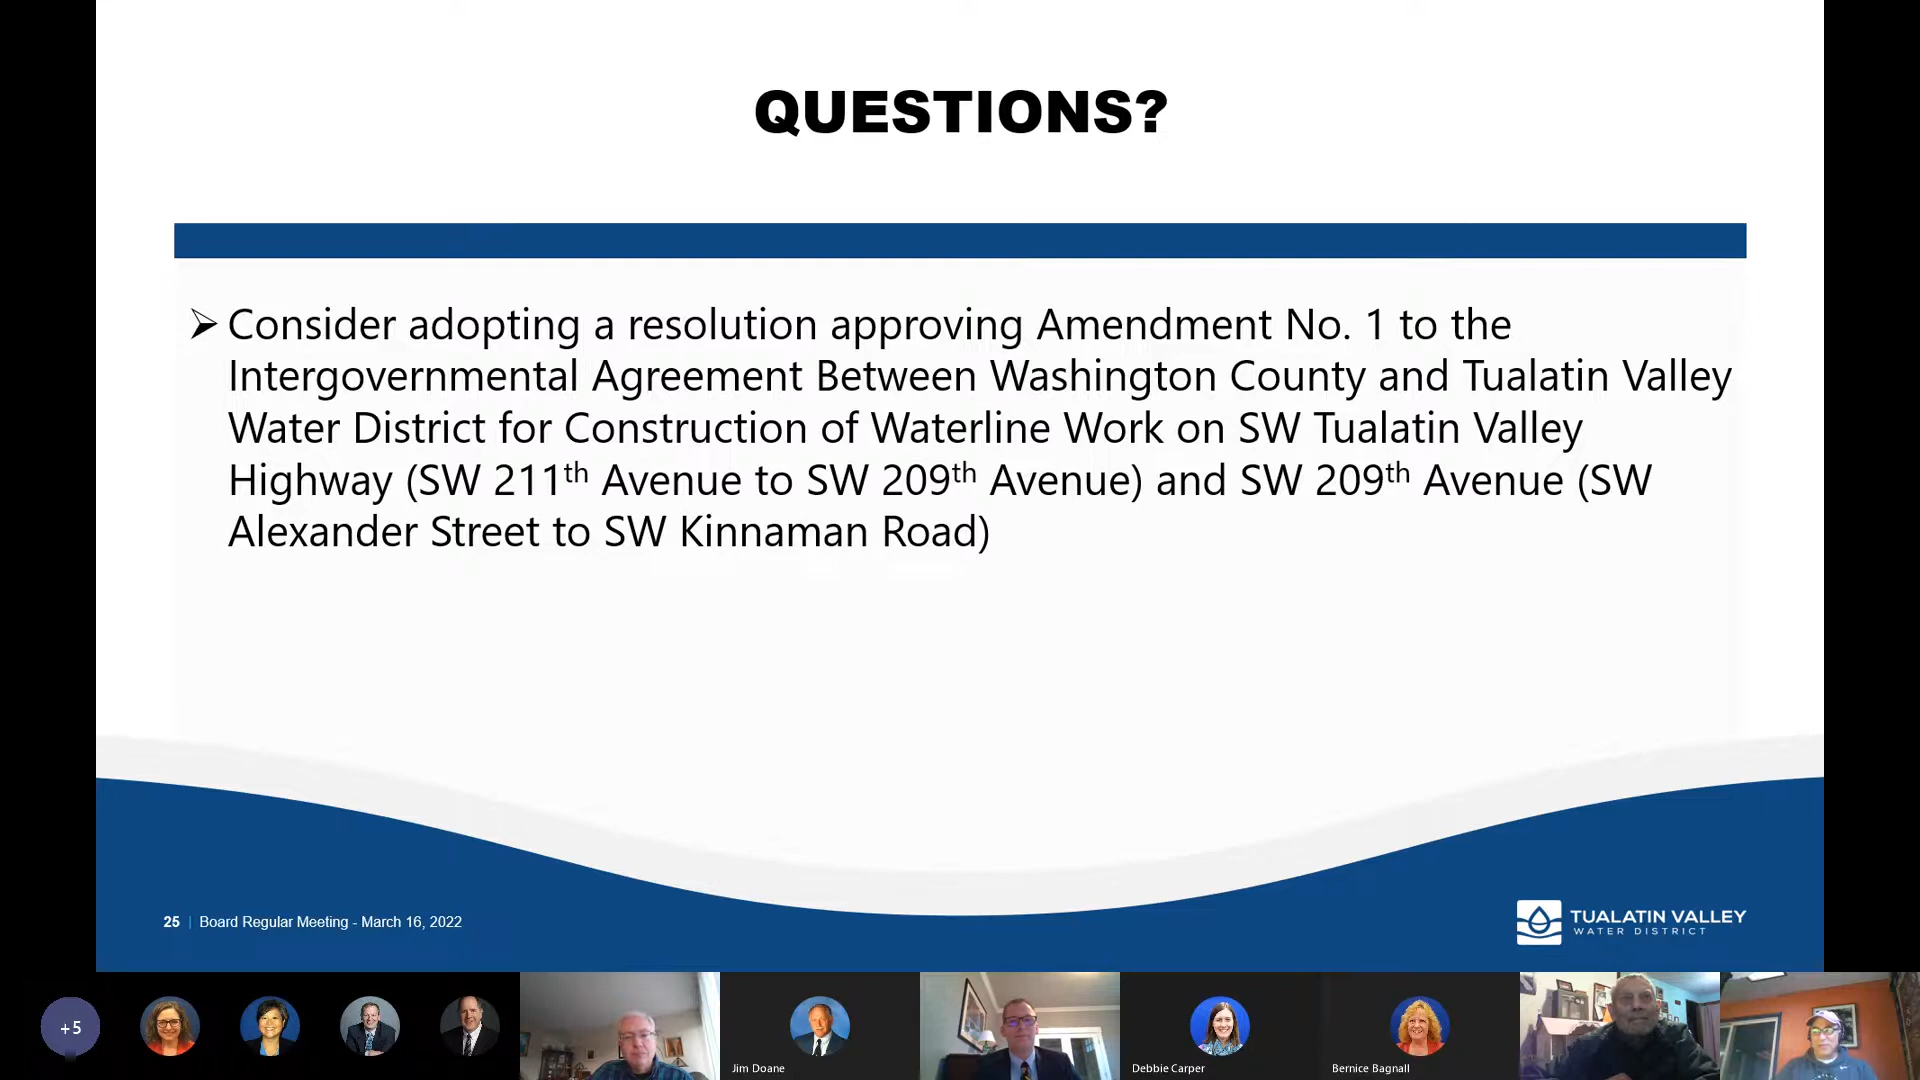 QUESTIONS?
➢ Consider adopting a resolution approving Amendment No. 1 to the
Intergovernmental Agreement Between Washington County and Tualatin Valley
Water District for Construction of Waterline Work on SW Tualatin Valley
Highway (SW 211th Avenue to SW 209th Avenue) and SW 209th Avenue (SW
Alexander Street to SW Kinnaman Road)
25 | Board Regular Meeting - March 16, 2022
TUALATIN VALLEY
WATER DISTRICT
+5
Jim Doane
Debbie Carper
Bernice Bagnall